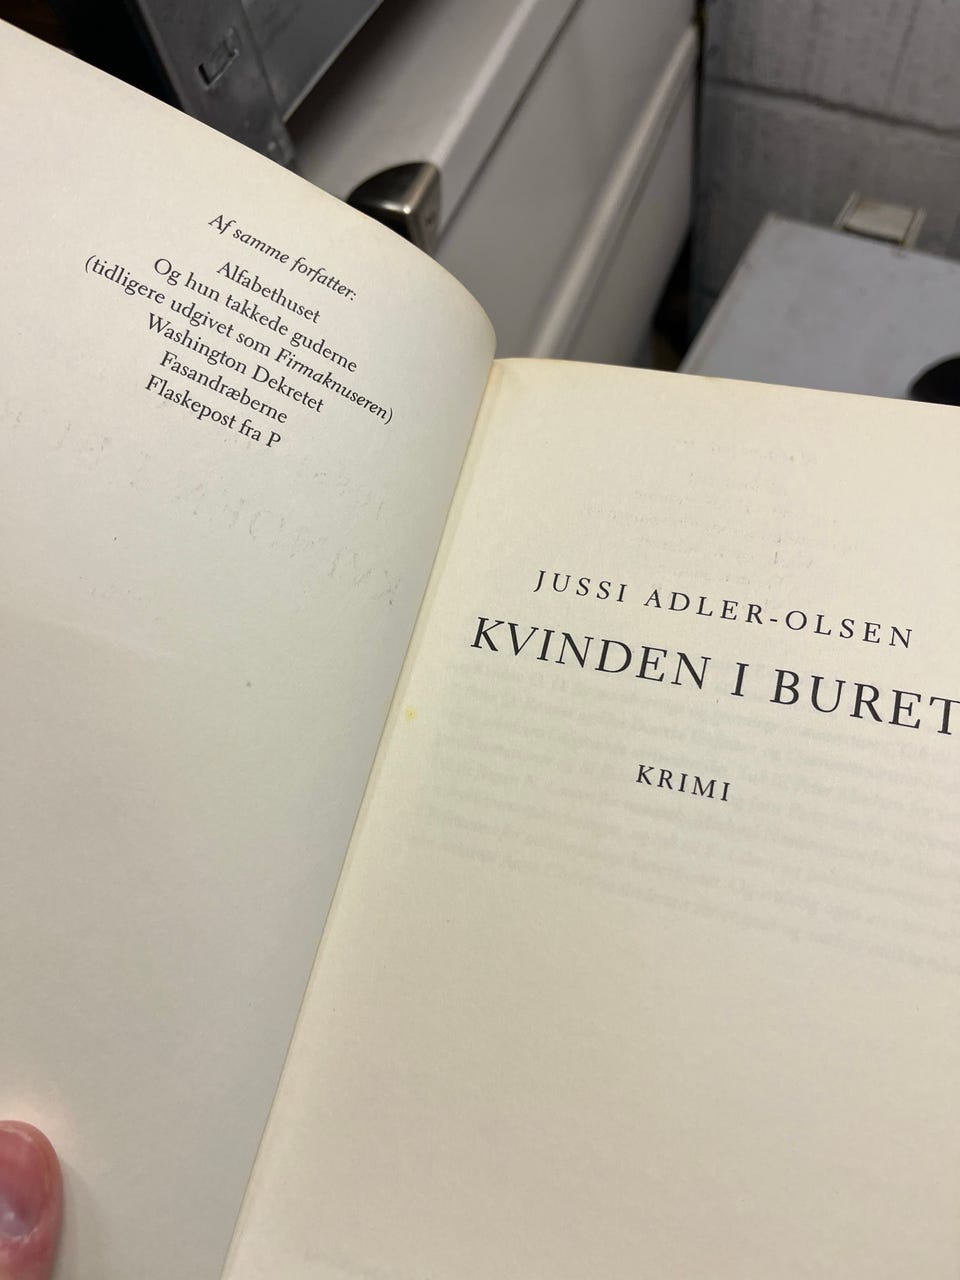 Af samme forfatter:
Alfabethuset
Og hun takkede guderne
(tidligere udgivet som Firmaknuseren)
Washington Dekretet
Fasandræberne
Flaskepost fra P
JUSSI ADLER-OLSEN
KVINDEN I BURET
KRIMI